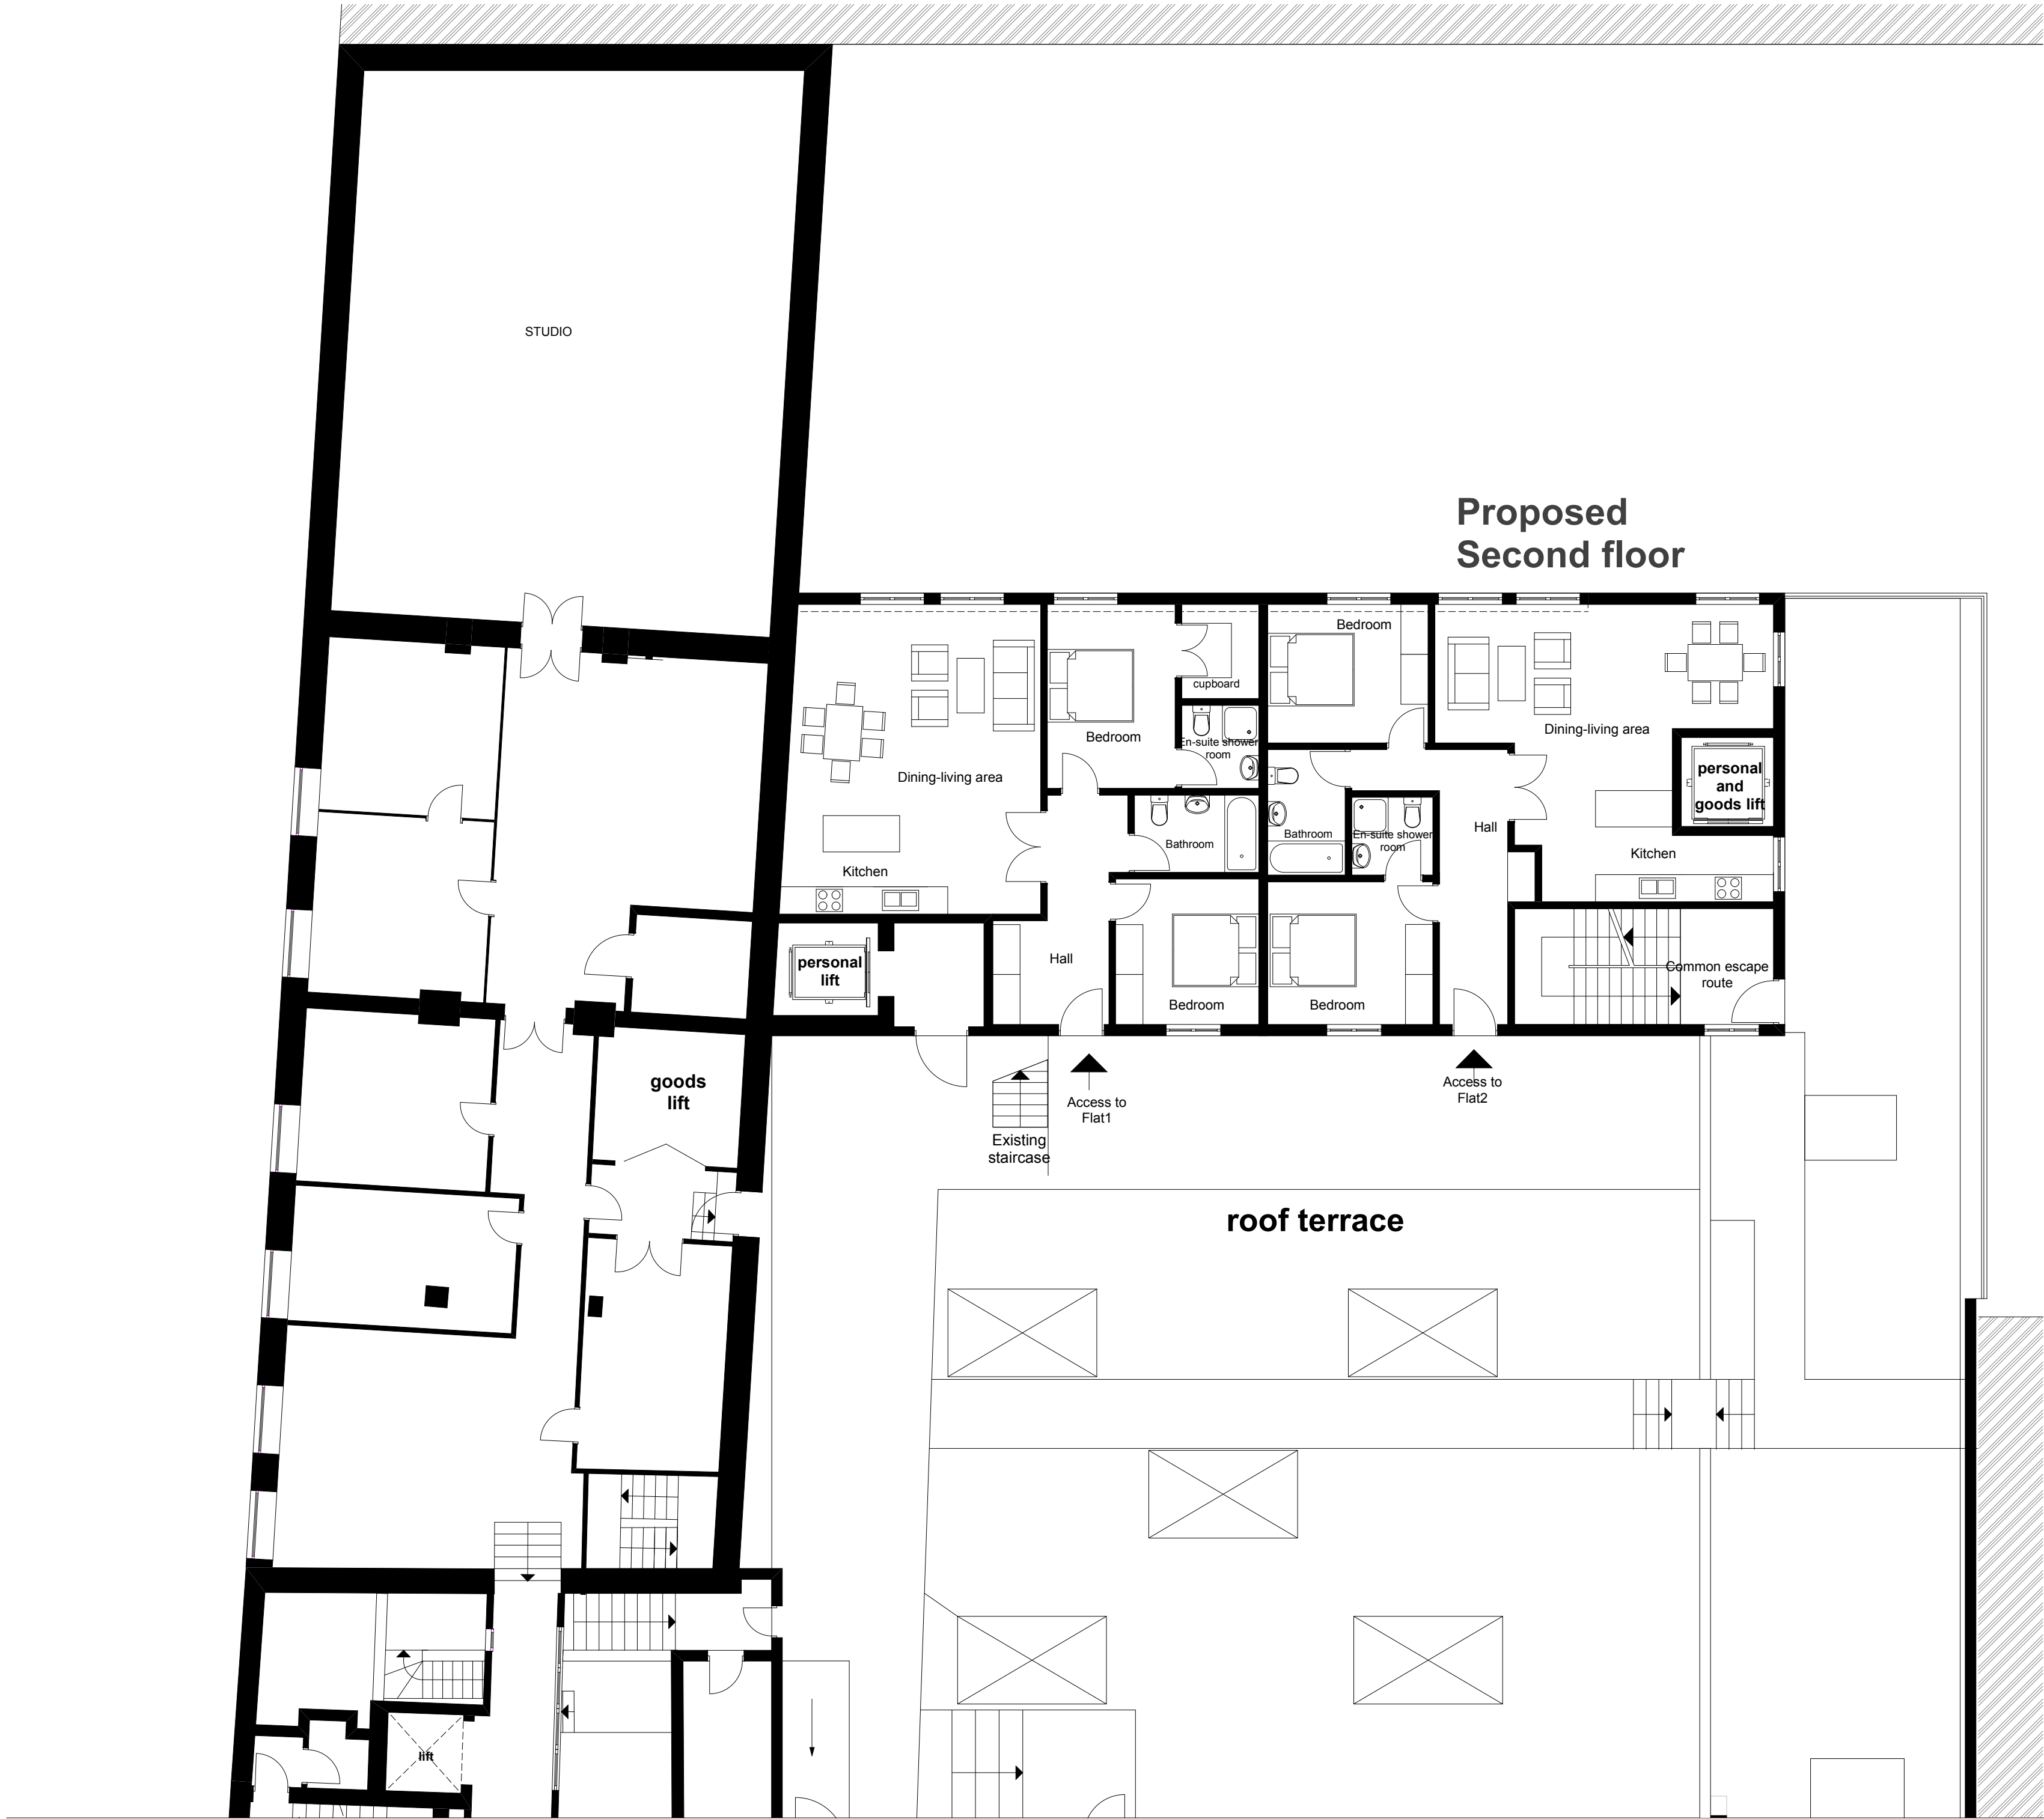 STUDIO
Proposed
Second floor
Bedroom
cupboard
Bedroom
En-suite shower
room
Dining-living area
Dining-living area
personal
and
goods lift
Bathroom
Bathroom
En-suite shower
room
Hall
Kitchen
Kitchen
personal
lift
Hall
Bedroom
Bedroom
Common escape
route
goods
lift
Access to
Flat1
Access to
Flat2
Existing
staircase
roof terrace
lift